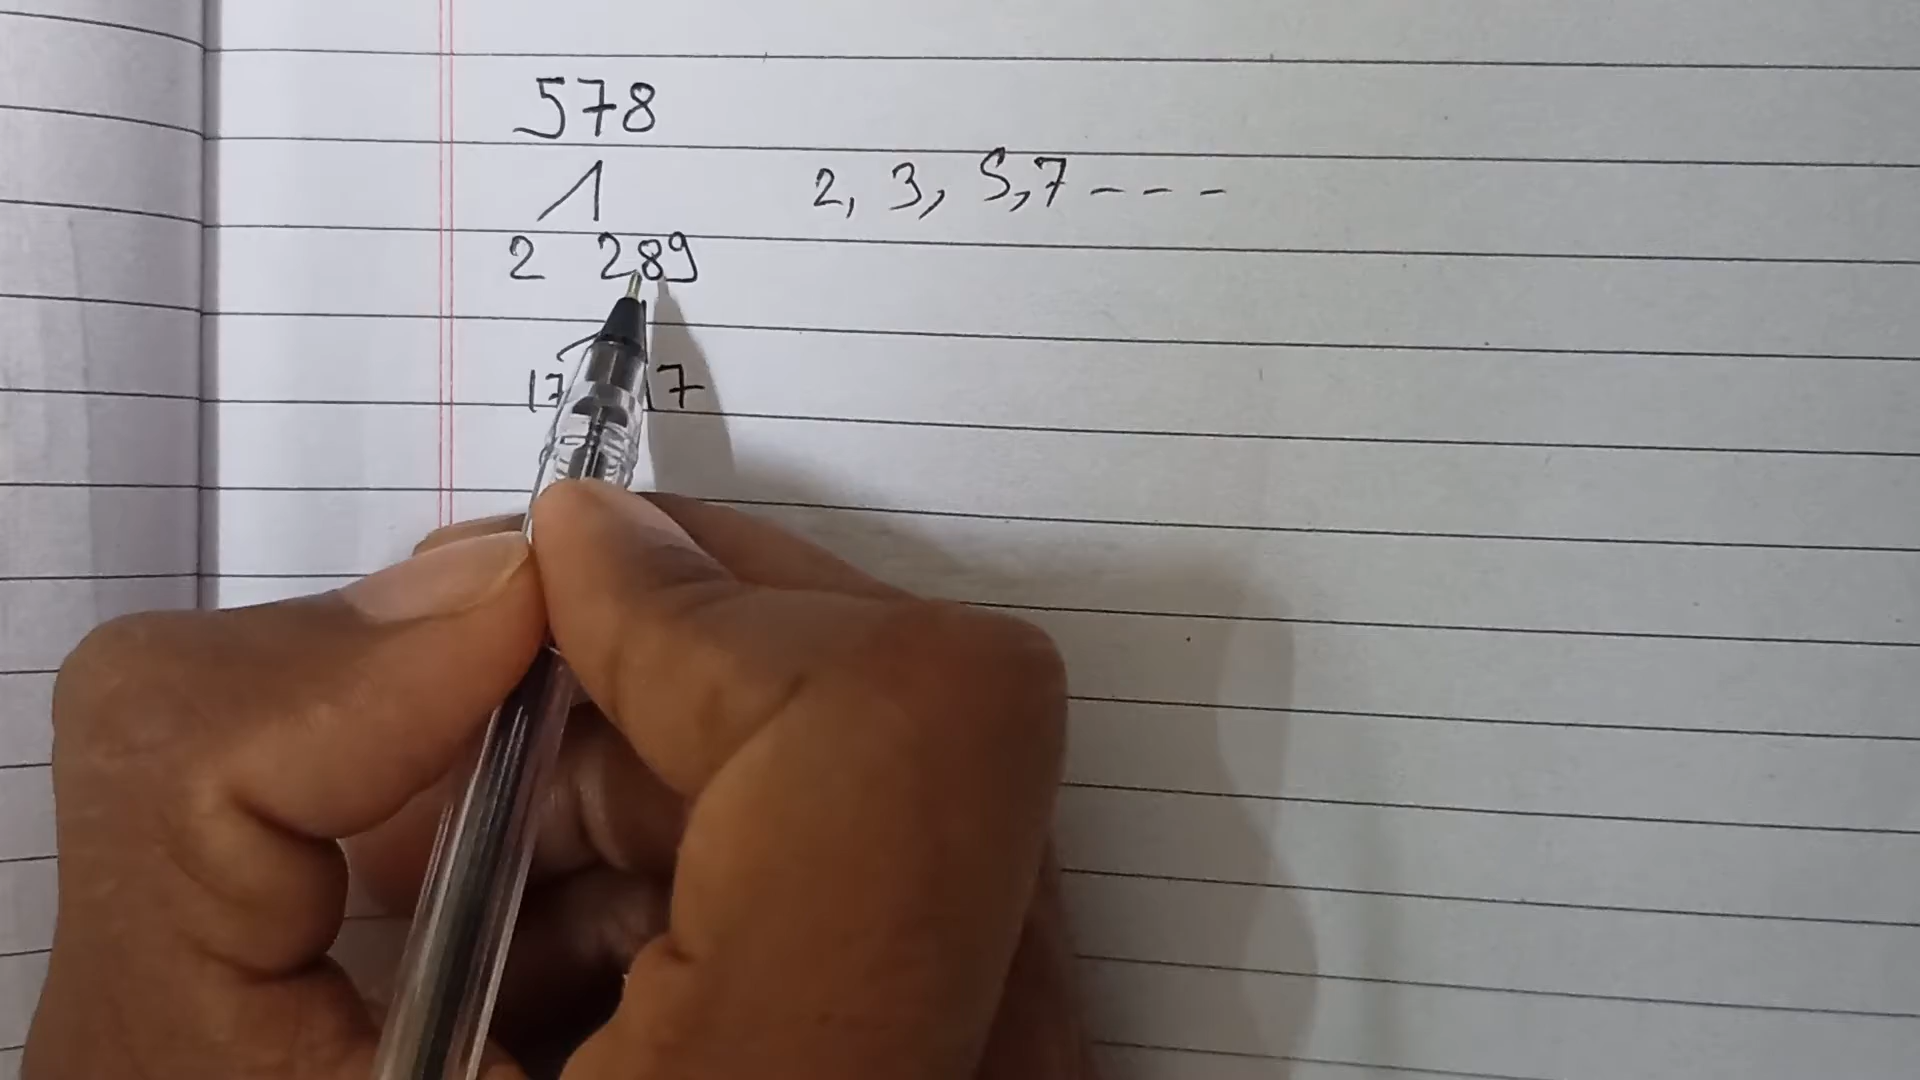 578
2, 3, 5, 7 - - -
2 289
17 17